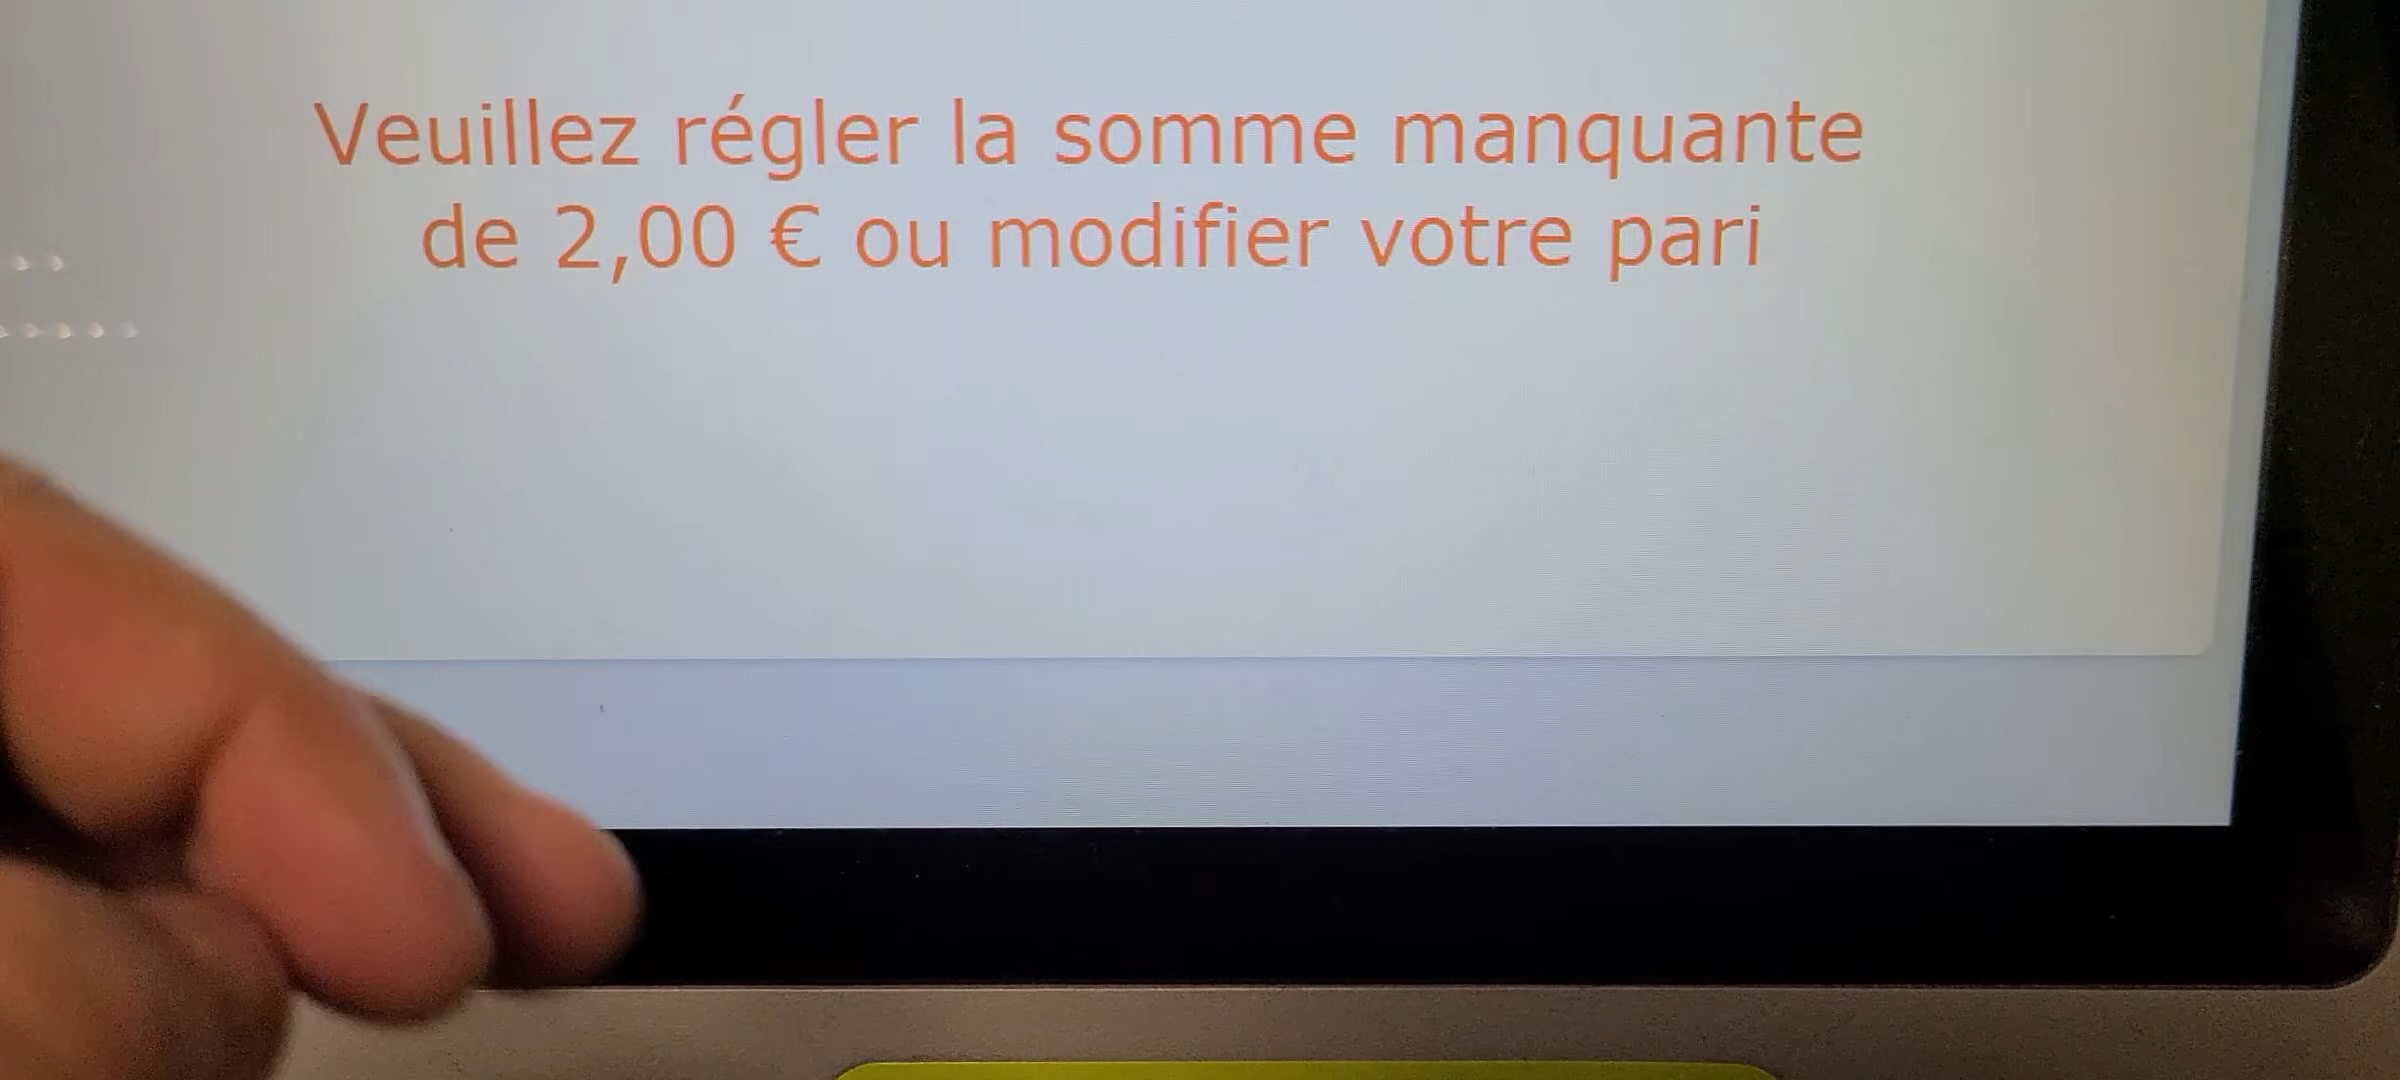 Veuillez régler la somme manquante
de 2,00 € ou modifier votre pari